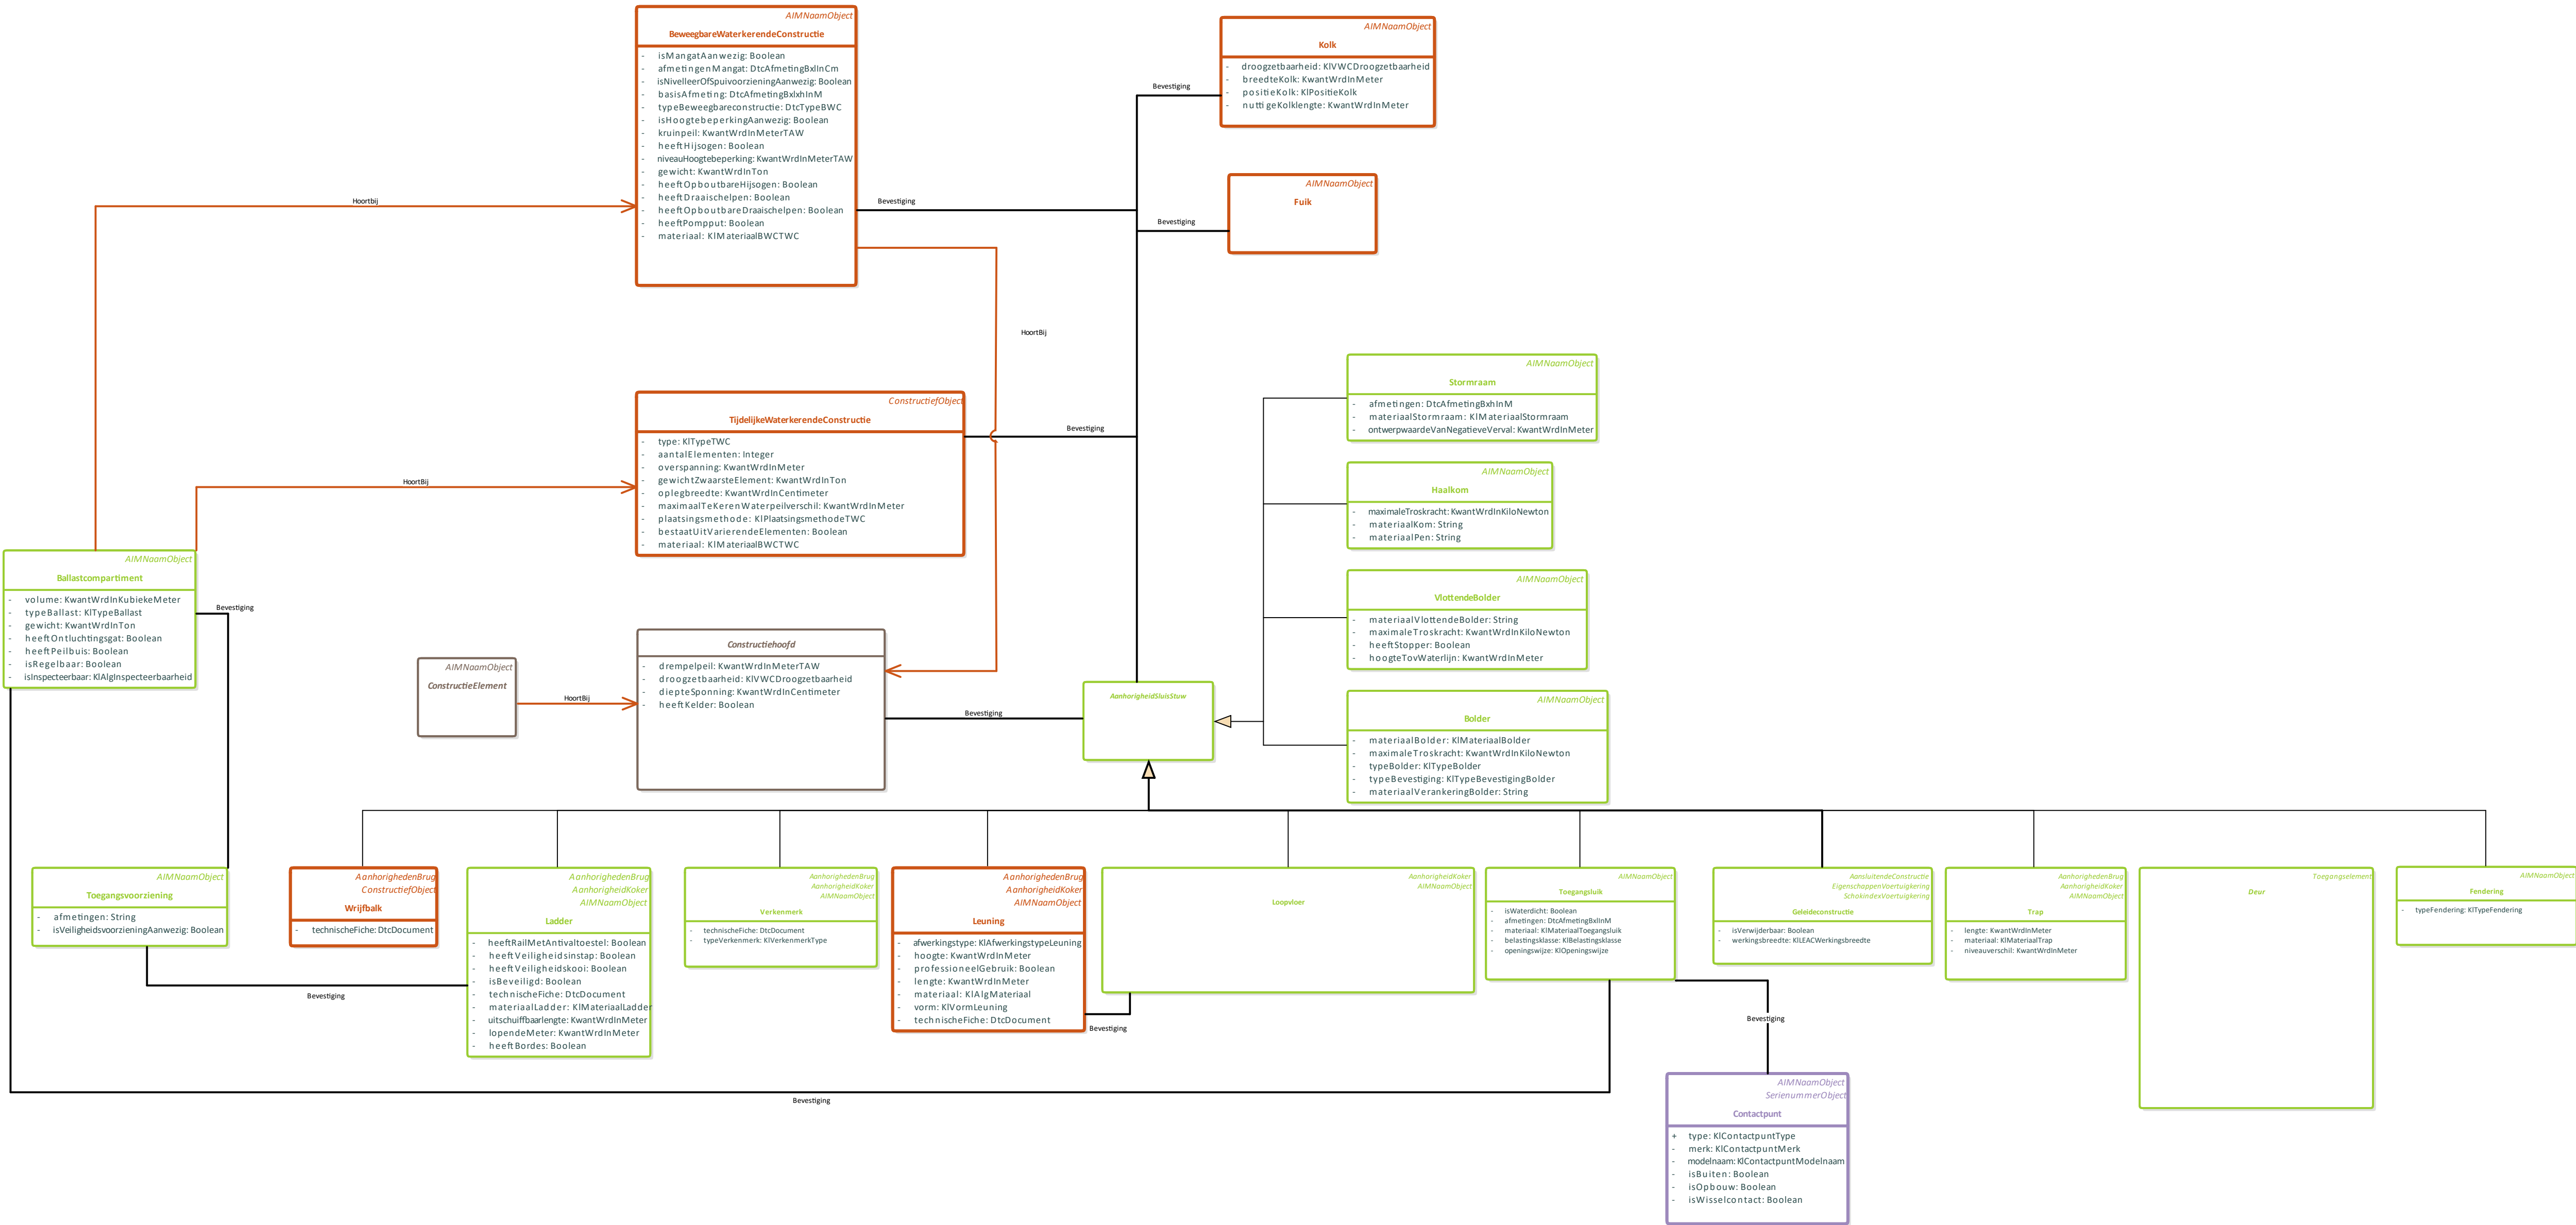 AIMNaamObject
BeweegbareWaterkerendeConstructie
- isMangatAanwezig: Boolean
- afmetingenMangat: DtcAfmetingBxlInCm
- isNivelleerOfSpuivoorzieningAanwezig: Boolean
- basisAfmeting: DtcAfmetingBxlxhInM
- typeBeweegbareconstructie: DtcTypeBWC
- isHoogtebeperkingAanwezig: Boolean
- kruinpeil: KwantWrdInMeterTAW
- heeftHijsogen: Boolean
- niveauHoogtebeperking: KwantWrdInMeterTAW
- gewicht: KwantWrdInTon
- heeftOpboutbareHijsogen: Boolean
- heeftDraaischelpen: Boolean
- heeftOpboutbareDraaischelpen: Boolean
- heeftPompput: Boolean
- materiaal: KlMateriaalBWCTWC
AIMNaamObject
Kolk
- droogzetbaarheid: KlVWCDroogzetbaarheid
- breedteKolk: KwantWrdInMeter
- positieKolk: KlPositieKolk
- nuttigeKolklengte: KwantWrdInMeter
Bevestiging
AIMNaamObject
Fuik
Bevestiging
Bevestiging
Hoortbij
HoortBij
ConstructiefObject
TijdelijkeWaterkerendeConstructie
- type: KlTypeTWC
- aantalElementen: Integer
- overspanning: KwantWrdInMeter
- gewichtZwaarsteElement: KwantWrdInTon
- oplegbreedte: KwantWrdInCentimeter
- maximaalTeKerenWaterpeilverschil: KwantWrdInMeter
- plaatsingsmethode: KlPlaatsingsmethodeTWC
- bestaatUitVarierendeElementen: Boolean
- materiaal: KlMateriaalBWCTWC
Bevestiging
HoortBij
AIMNaamObject
Stormraam
- afmetingen: DtcAfmetingBxhInM
- materiaalStormraam: KlMateriaalStormraam
- ontwerpwaardeVanNegatieveVerval: KwantWrdInMeter
AIMNaamObject
Haalkom
- maximaleTroskracht: KwantWrdInKiloNewton
- materiaalKom: String
- materiaalPen: String
AIMNaamObject
VlottendeBolder
- materiaalVlottendeBolder: String
- maximaleTroskracht: KwantWrdInKiloNewton
- heeftStopper: Boolean
- hoogteTovWaterlijn: KwantWrdInMeter
AIMNaamObject
Bolder
- materiaalBolder: KlMateriaalBolder
- maximaleTroskracht: KwantWrdInKiloNewton
- typeBolder: KlTypeBolder
- typeBevestiging: KlTypeBevestigingBolder
- materiaalVerankeringBolder: String
AIMNaamObject
Ballastcompartiment
- volume: KwantWrdInKubiekeMeter
- typeBallast: KlTypeBallast
- gewicht: KwantWrdInTon
- heeftOntluchtingsgat: Boolean
- heeftPeilbuis: Boolean
- isRegelbaar: Boolean
- isInspecteerbaar: KlAlgInspecteerbaarheid
Bevestiging
AIMNaamObject
ConstructieElement
HoortBij
Constructiehoofd
- drempelpeil: KwantWrdInMeterTAW
- droogzetbaarheid: KlVWCDroogzetbaarheid
- diepteSponning: KwantWrdInCentimeter
- heeftKelder: Boolean
Bevestiging
AanhorigheidSluisStuw
AIMNaamObject
Toegangsvoorziening
- afmetingen: String
- isVeiligheidsvoorzieningAanwezig: Boolean
Bevestiging
AanhorighedenBrug
ConstructiefObject
Wrijfbalk
- technischeFiche: DtcDocument
AanhorighedenBrug
AanhorigheidKoker
AIMNaamObject
Ladder
- heeftRailMetAntivaltoestel: Boolean
- heeftVeiligheidsinstap: Boolean
- heeftVeiligheidskooi: Boolean
- isBeveiligd: Boolean
- technischeFiche: DtcDocument
- materiaalLadder: KlMateriaalLadder
- uitschuiffbaarlengte: KwantWrdInMeter
- lopendeMeter: KwantWrdInMeter
- heeftBordes: Boolean
AanhorighedenBrug
AanhorigheidKoker
AIMNaamObject
Verkenmerk
- technischeFiche: DtcDocument
- typeVerkenmerk: KlVerkenmerkType
AanhorighedenBrug
AanhorigheidKoker
AIMNaamObject
Leuning
- afwerkingstype: KlAfwerkingstypeLeuning
- hoogte: KwantWrdInMeter
- professioneelGebruik: Boolean
- lengte: KwantWrdInMeter
- materiaal: KlAlgMateriaal
- vorm: KlVormLeuning
- technischeFiche: DtcDocument
Bevestiging
AanhorigheidKoker
AIMNaamObject
Loopvloer
AIMNaamObject
Toegangsluik
- isWaterdicht: Boolean
- afmetingen: DtcAfmetingBxlInM
- materiaal: KlMateriaalToegangsluik
- belastingsklasse: KlBelastingsklasse
- openingswijze: KlOpeningswijze
AansluitendeConstructie
EigenschappenVoertuigkering
SchokindexVoertuigkering
Geleideconstructie
- isVerwijderbaar: Boolean
- werkingsbreedte: KlLEACWerkingsbreedte
AanhorighedenBrug
AanhorigheidKoker
AIMNaamObject
Trap
- lengte: KwantWrdInMeter
- materiaal: KlMateriaalTrap
- niveauverschil: KwantWrdInMeter
Toegangselement
Deur
AIMNaamObject
Fendering
- typeFendering: KlTypeFendering
Bevestiging
Bevestiging
AIMNaamObject
SerienummerObject
Contactpunt
+ type: KlContactpuntType
- merk: KlContactpuntMerk
- modelnaam: KlContactpuntModelnaam
- isBuiten: Boolean
- isOpbouw: Boolean
- isWisselcontact: Boolean